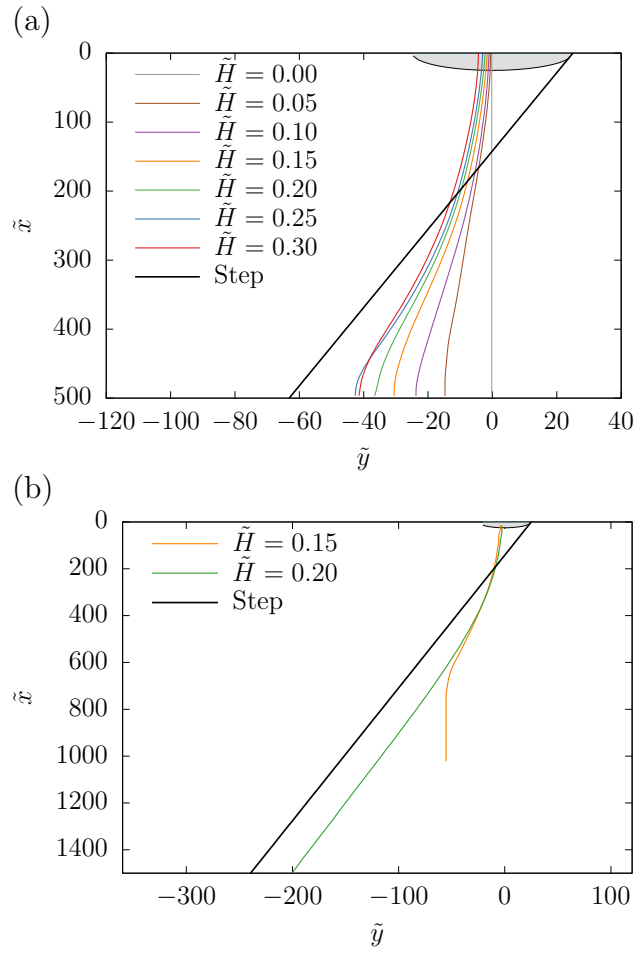 (a)
0
100
200
300
400
500
x̃
H̃ = 0.00
H̃ = 0.05
H̃ = 0.10
H̃ = 0.15
H̃ = 0.20
H̃ = 0.25
H̃ = 0.30
Step
−120 −100 −80 −60 −40 −20 0 20 40
ỹ
(b)
0
200
400
600
800
1000
1200
1400
x̃
H̃ = 0.15
H̃ = 0.20
Step
−300 −200 −100 0 100
ỹ